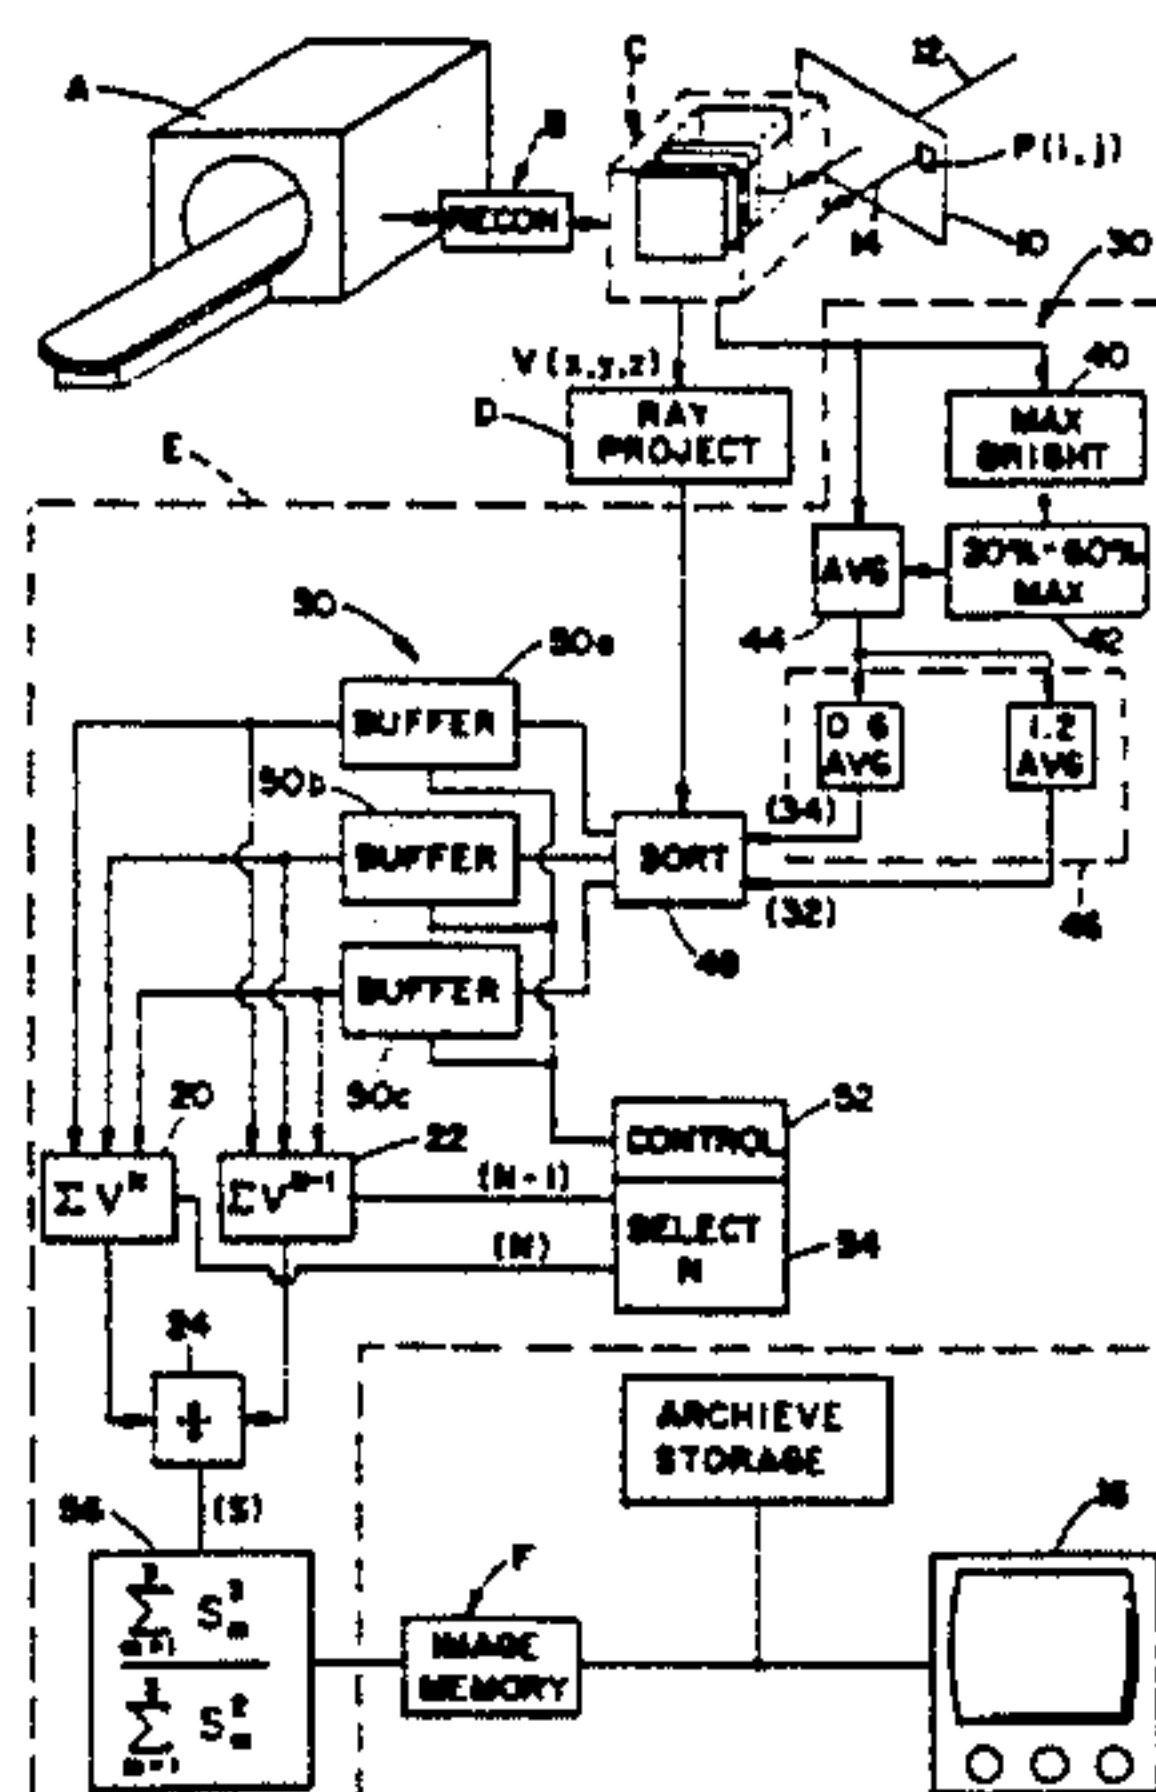 A
C
12
B
P(i,j)
RECON
14
10
30
V(x,y,z)
40
D
RAY
PROJECT
MAX
BRIGHT
E
AVG
30%-60%
MAX
50
50a
44
42
BUFFER
0.6
AVG
1.2
AVG
50b
(34)
BUFFER
SORT
(32)
46
48
BUFFER
50c
20
52
22
CONTROL
(N-1)
ΣV^N
ΣV^N-1
SELECT
N
54
(N)
24
÷
ARCHIEVE
STORAGE
56
(S)
F
IMAGE
MEMORY